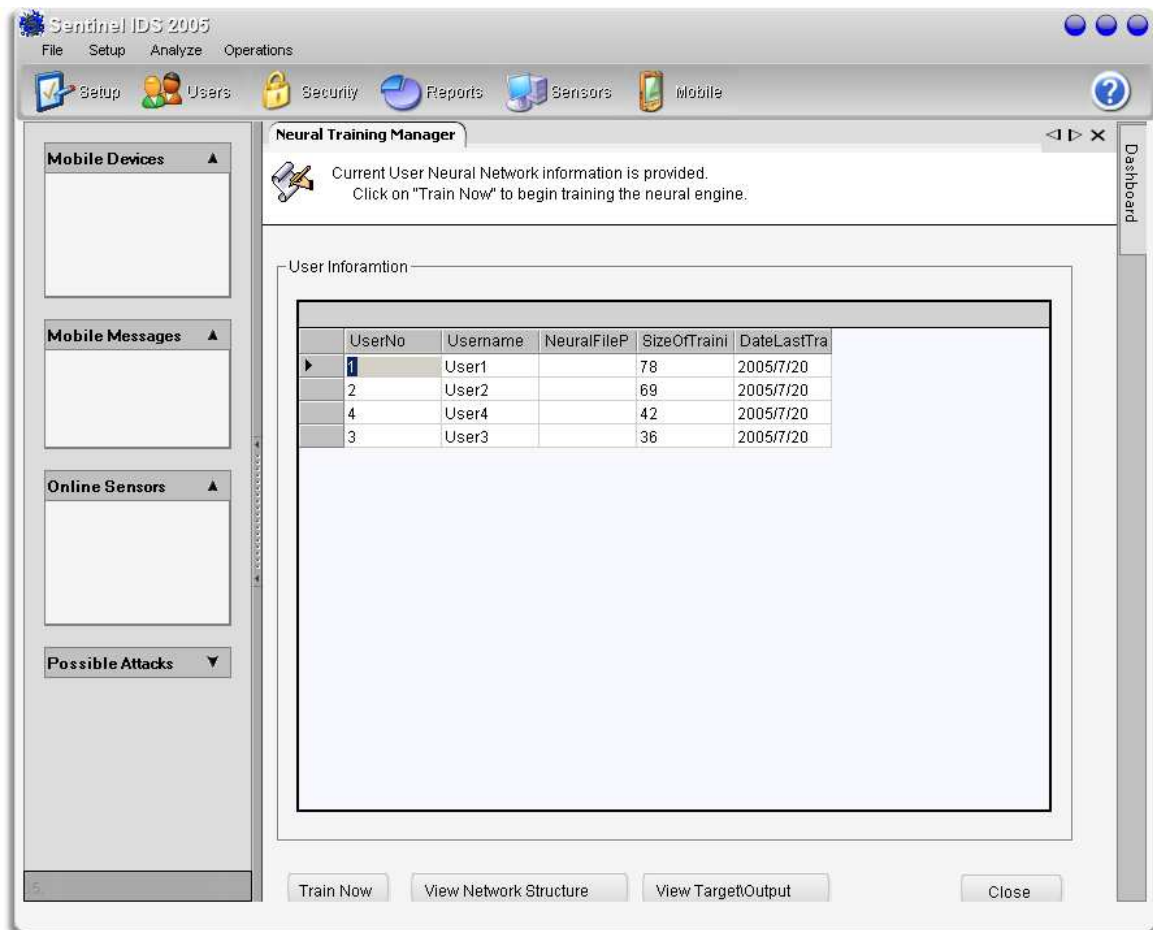 Sentinel IDS 2005
File Setup Analyze Operations
Setup Users Security Reports Sensors Mobile
Neural Training Manager
Dashboard
Current User Neural Network information is provided.
Click on "Train Now" to begin training the neural engine.
Mobile Devices
Mobile Messages
Online Sensors
Possible Attacks
User Inforamtion
UserNo Username NeuralFileP SizeOfTraini DateLastTra
1 User1 78 2005/7/20
2 User2 69 2005/7/20
4 User4 42 2005/7/20
3 User3 36 2005/7/20
Train Now View Network Structure View Target\Output Close